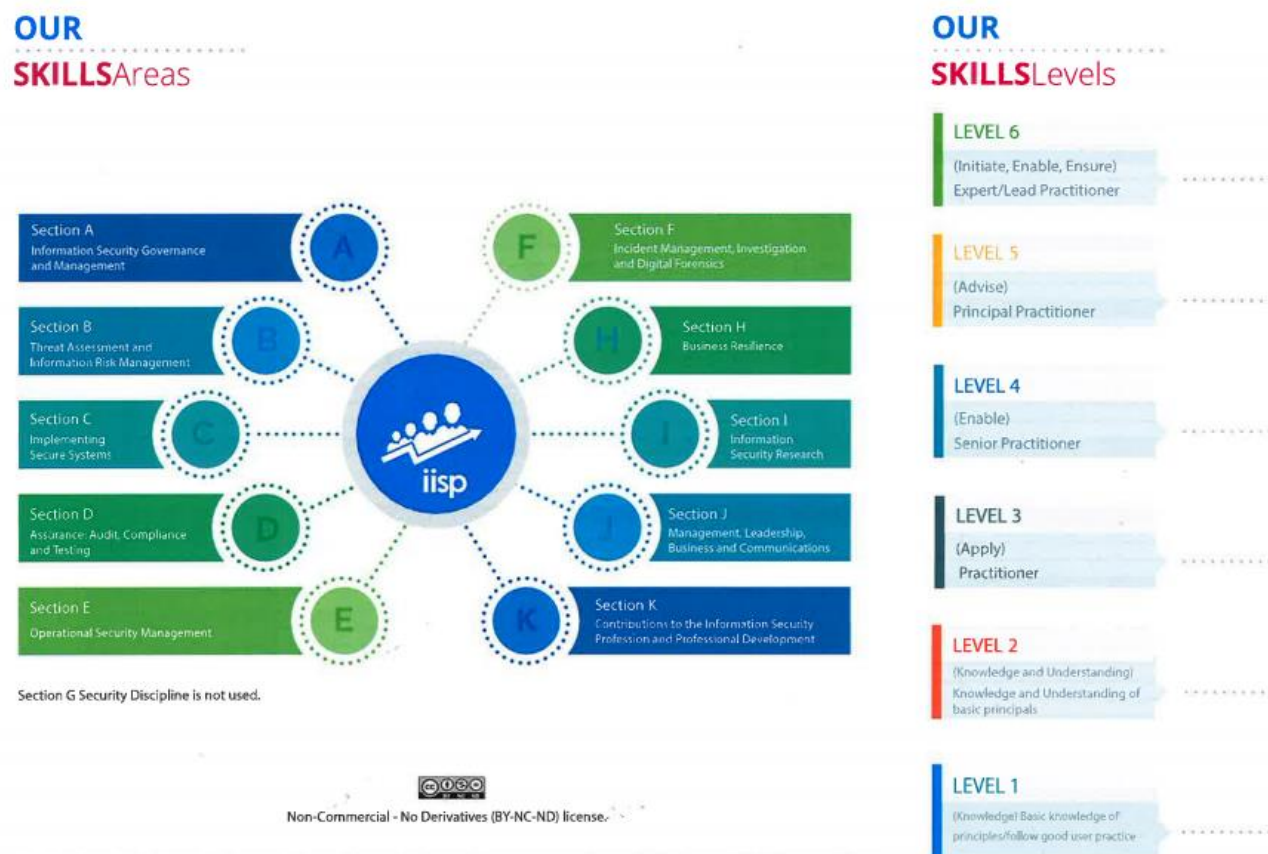 OUR
SKILLSAreas
Section A
Information Security Governance
and Management
A
Section B
Threat Assessment and
Information Risk Management
B
Section C
Implementing
Secure Systems
C
Section D
Assurance: Audit, Compliance
and Testing
D
Section E
Operational Security Management
E
iisp
F
Section F
Incident Management, Investigation
and Digital Forensics
H
Section H
Business Resilience
I
Section I
Information
Security Research
J
Section J
Management, Leadership,
Business and Communications
K
Section K
Contributions to the Information Security
Profession and Professional Development
Section G Security Discipline is not used.
cc BY NC ND
Non-Commercial - No Derivatives (BY-NC-ND) license.
OUR
SKILLSLevels
LEVEL 6
(Initiate, Enable, Ensure)
Expert/Lead Practitioner
LEVEL 5
(Advise)
Principal Practitioner
LEVEL 4
(Enable)
Senior Practitioner
LEVEL 3
(Apply)
Practitioner
LEVEL 2
(Knowledge and Understanding)
Knowledge and Understanding of
basic principals
LEVEL 1
(Knowledge) Basic knowledge of
principles/follow good user practice